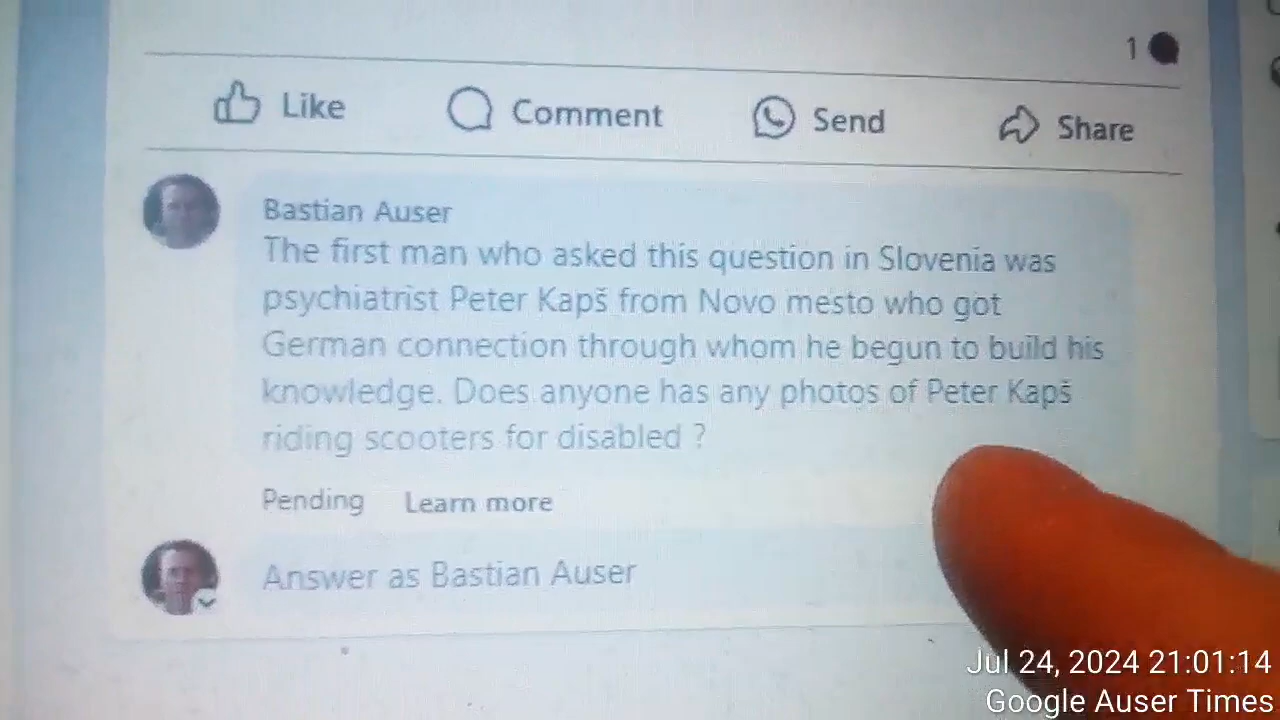 1
Like Comment Send Share
Bastian Auser
The first man who asked this question in Slovenia was
psychiatrist Peter Kapš from Novo mesto who got
German connection through whom he begun to build his
knowledge. Does anyone has any photos of Peter Kapš
riding scooters for disabled ?
Pending Learn more
Answer as Bastian Auser
Jul 24, 2024 21:01:14
Google Auser Times